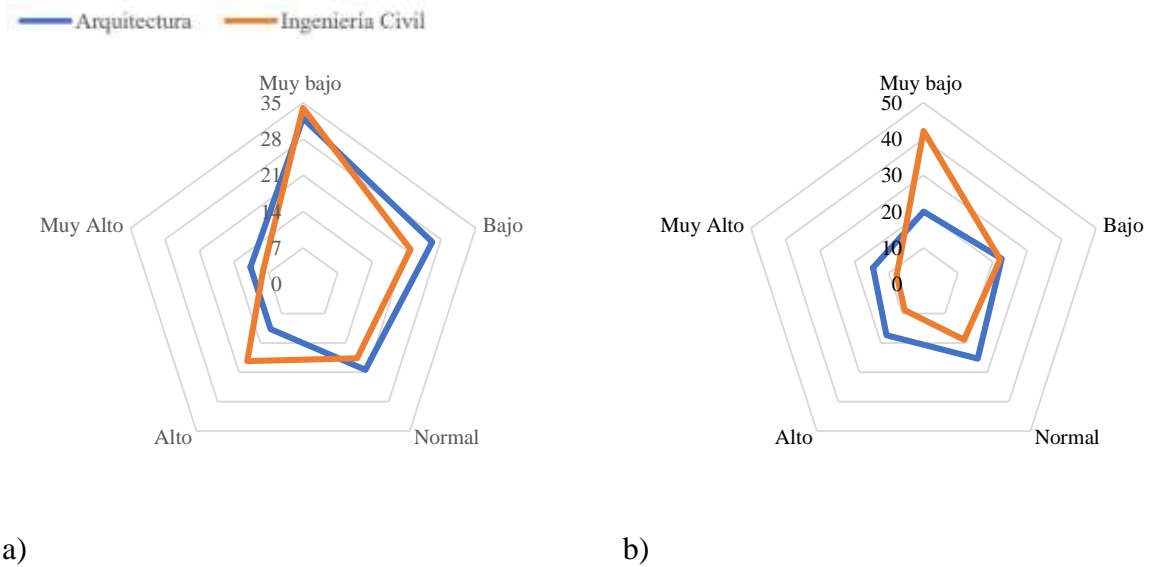 Arquitectura Ingeniería Civil
Muy bajo
35
28
21
14
7
0
Muy Alto
Bajo
Alto
Normal
a)
Muy bajo
50
40
30
20
10
0
Muy Alto
Bajo
Alto
Normal
b)